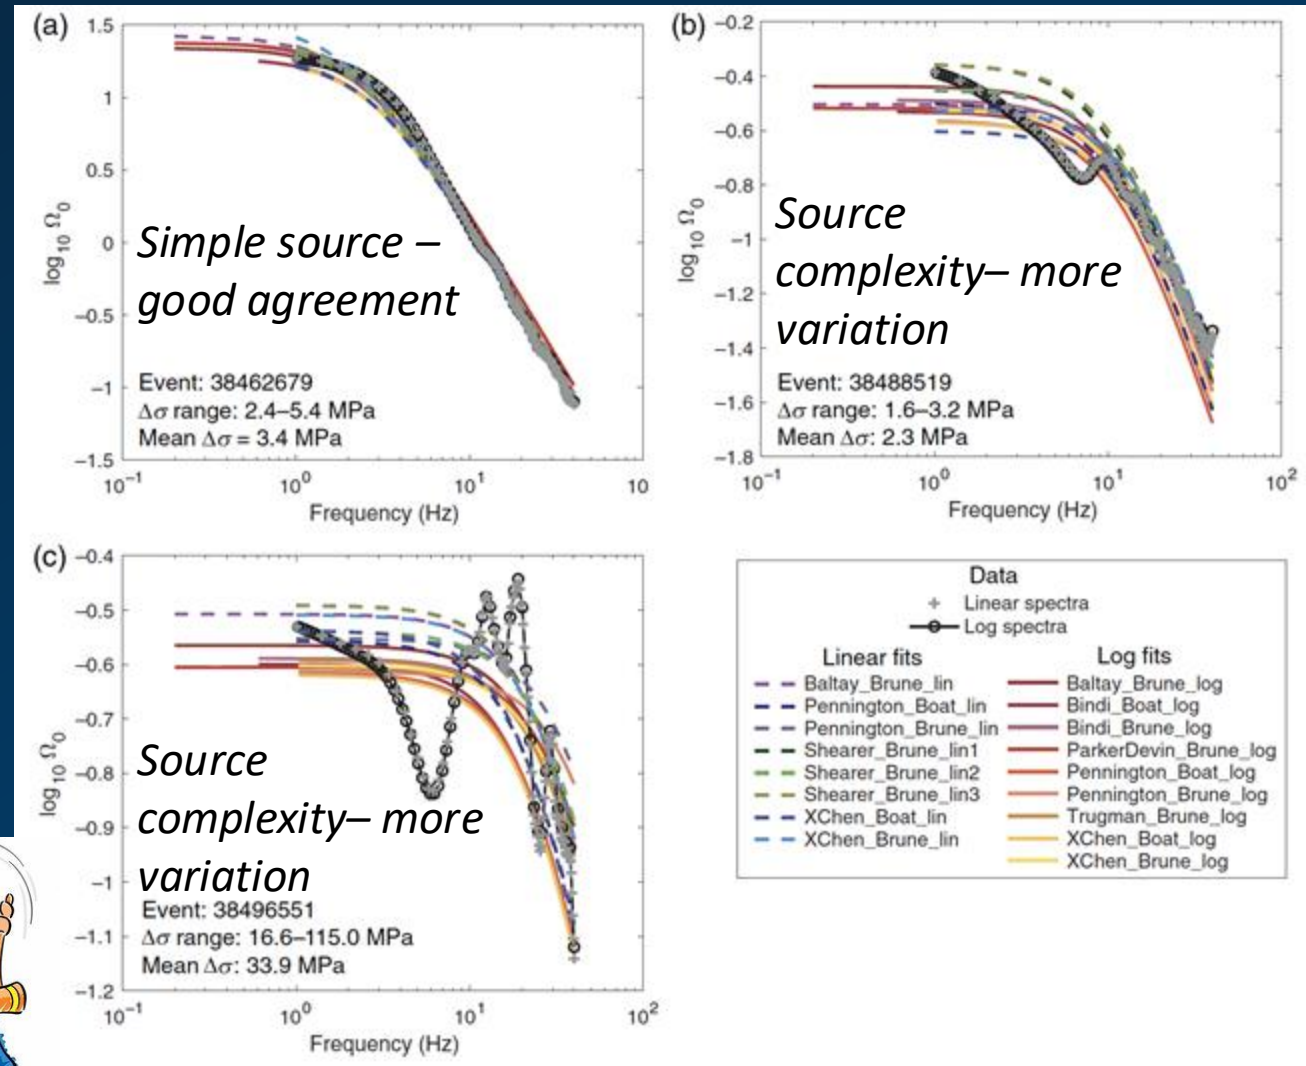 (a)
1.5
1
0.5
0
−0.5
−1
−1.5
log10 Ω0
Simple source –
good agreement
Event: 38462679
Δσ range: 2.4–5.4 MPa
Mean Δσ = 3.4 MPa
10−1
100
101
10
Frequency (Hz)
(b)
−0.2
−0.4
−0.6
−0.8
−1
−1.2
−1.4
−1.6
−1.8
log10 Ω0
Source
complexity– more
variation
Event: 38488519
Δσ range: 1.6–3.2 MPa
Mean Δσ: 2.3 MPa
10−1
100
101
102
Frequency (Hz)
(c)
−0.4
−0.5
−0.6
−0.7
−0.8
−0.9
−1
−1.1
−1.2
log10 Ω0
Source
complexity– more
variation
Event: 38496551
Δσ range: 16.6–115.0 MPa
Mean Δσ: 33.9 MPa
10−1
100
101
102
Frequency (Hz)
Data
Linear spectra
Log spectra
Linear fits
Baltay_Brune_lin
Pennington_Boat_lin
Pennington_Brune_lin
Shearer_Brune_lin1
Shearer_Brune_lin2
Shearer_Brune_lin3
XChen_Boat_lin
XChen_Brune_lin
Log fits
Baltay_Brune_log
Bindi_Boat_log
Bindi_Brune_log
ParkerDevin_Brune_log
Pennington_Boat_log
Pennington_Brune_log
Trugman_Brune_log
XChen_Boat_log
XChen_Brune_log